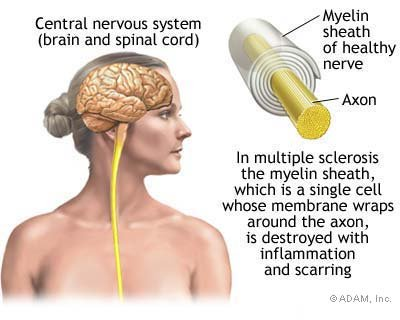 Central nervous system
(brain and spinal cord)
Myelin
sheath
of healthy
nerve
Axon
In multiple sclerosis
the myelin sheath,
which is a single cell
whose membrane wraps
around the axon,
is destroyed with
inflammation
and scarring
©ADAM, Inc.